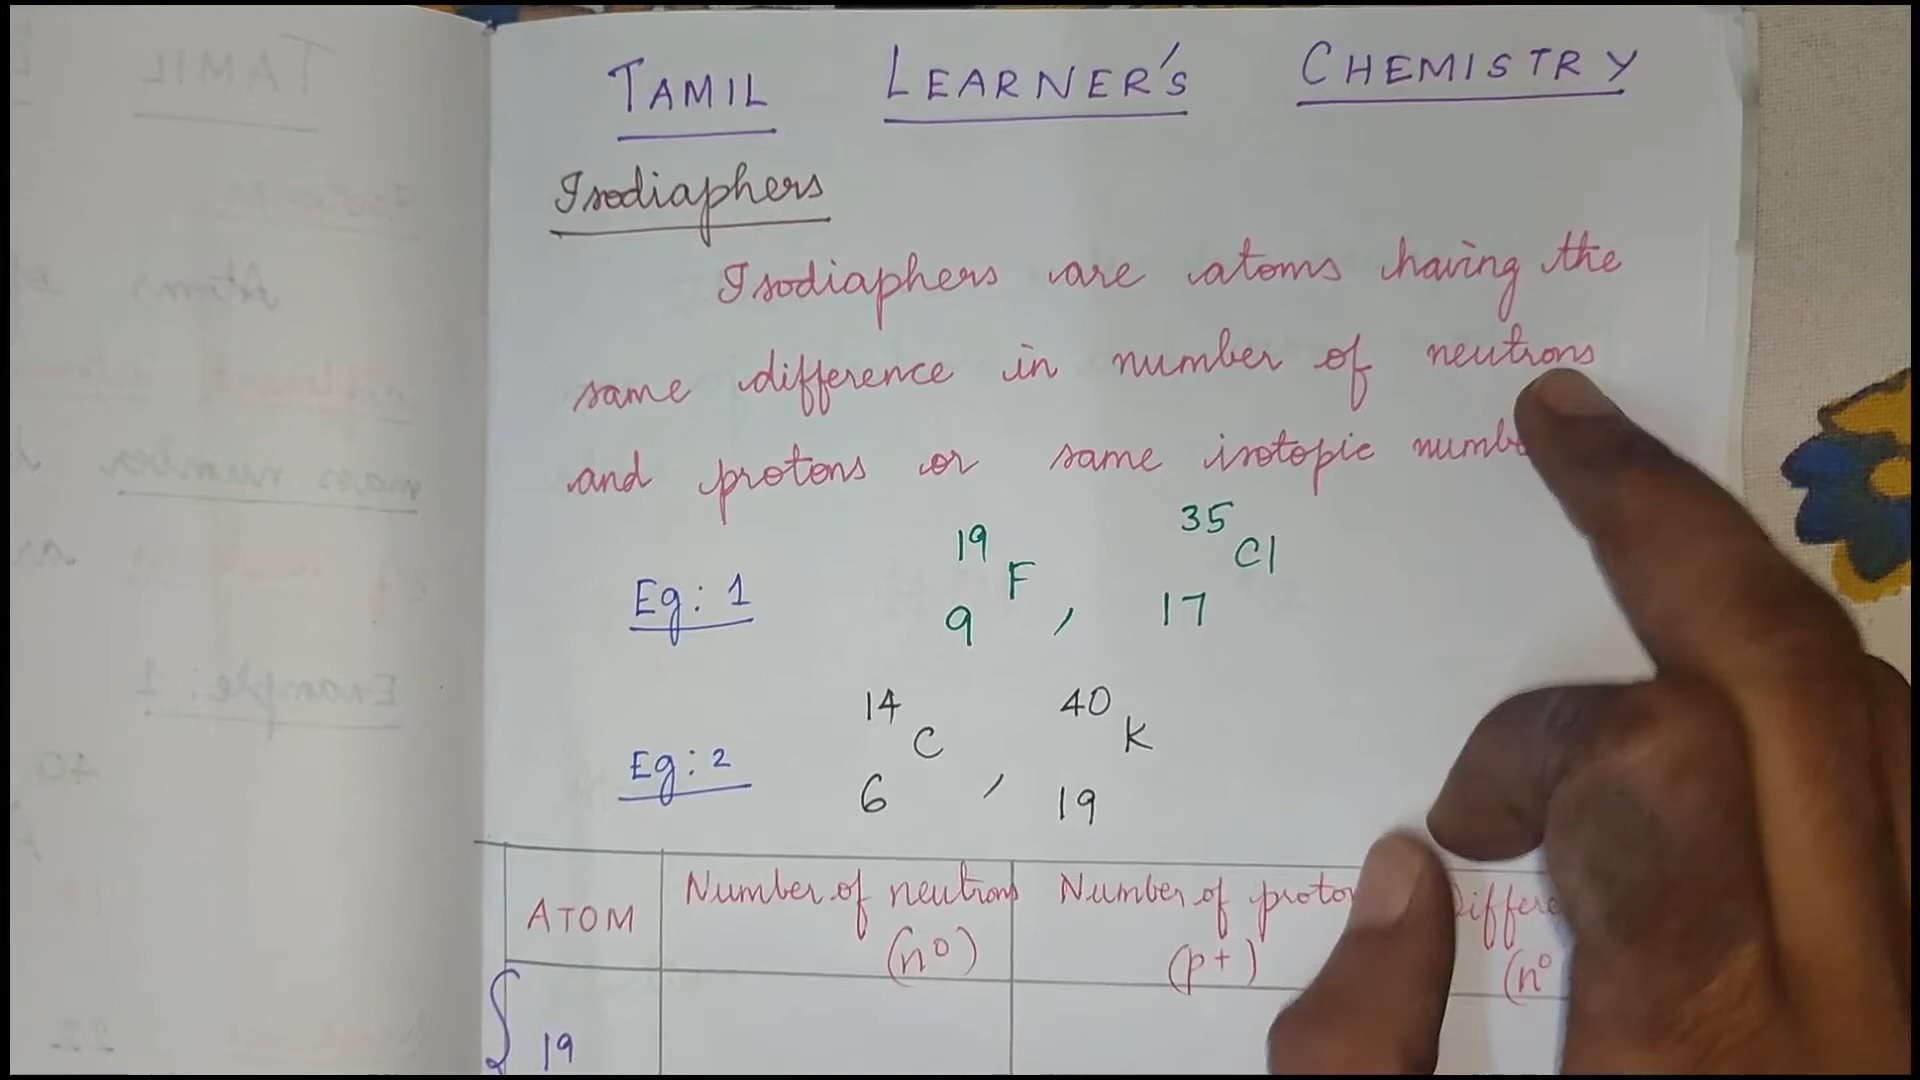 TAMIL LEARNER'S CHEMISTRY
Isodiaphers
Isodiaphers are atoms having the
same difference in number of neutrons
and protons or same isotopic
Eg: 1 19 9 F , 35 17 Cl
Eg: 2 14 6 C , 40 19 K
ATOM Number of neutrons Number of
(n⁰) (p+) (n⁰
19